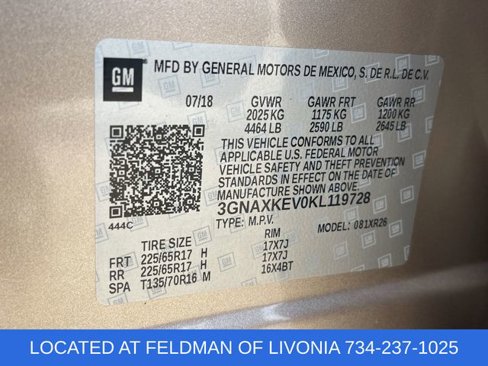 GM
MFD BY GENERAL MOTORS DE MEXICO, S. DE R.L. DE C.V.
07/18 GVWR GAWR FRT GAWR RR
2025 KG 1175 KG 1200 KG
4464 LB 2590 LB 2645 LB
THIS VEHICLE CONFORMS TO ALL
APPLICABLE U.S. FEDERAL MOTOR
VEHICLE SAFETY AND THEFT PREVENTION
STANDARDS IN EFFECT ON THE DATE OF
MANUFACTURE SHOWN ABOVE.
3GNAXKEV0KL119728
444C TYPE: M.P.V. MODEL: 081XR26
TIRE SIZE RIM
FRT 225/65R17 H 17X7J
RR 225/65R17 H 17X7J
SPA T135/70R16 M 16X4BT
LOCATED AT FELDMAN OF LIVONIA 734-237-1025